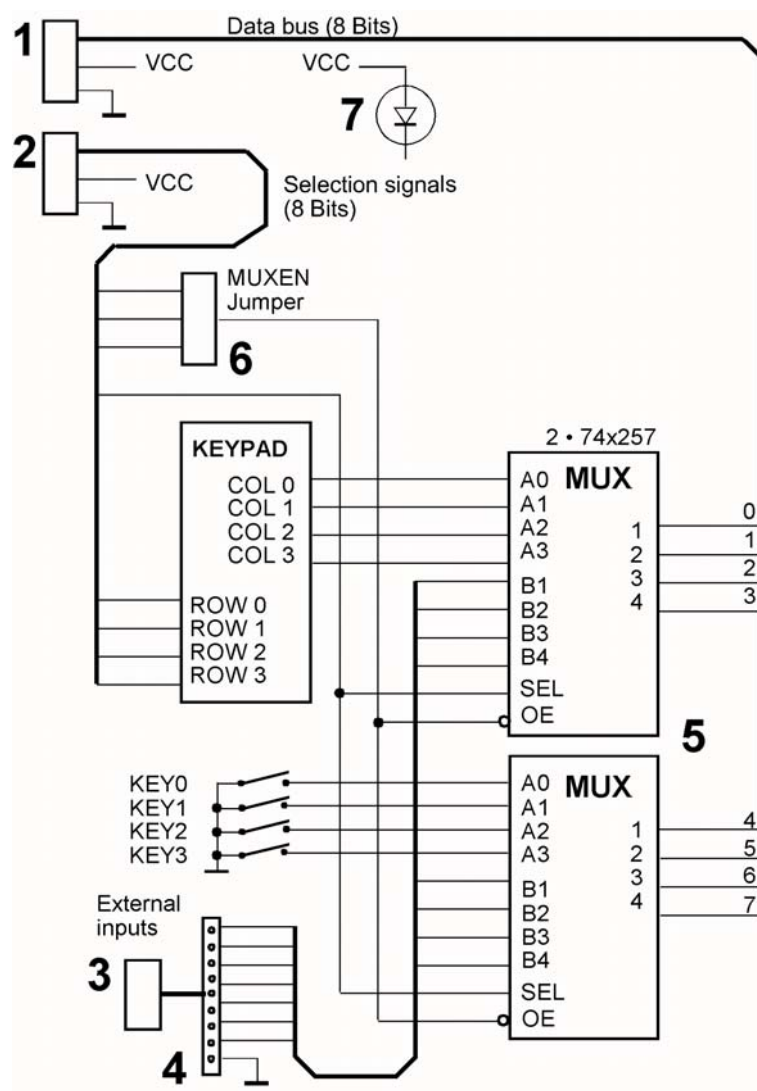 1
Data bus (8 Bits)
VCC
VCC
7
2
VCC
Selection signals
(8 Bits)
MUXEN
Jumper
6
KEYPAD
COL 0
COL 1
COL 2
COL 3
ROW 0
ROW 1
ROW 2
ROW 3
2 • 74x257
MUX
A0
A1
A2
A3
B1
B2
B3
B4
SEL
OE
1
2
3
4
0
1
2
3
5
KEY0
KEY1
KEY2
KEY3
MUX
A0
A1
A2
A3
B1
B2
B3
B4
SEL
OE
1
2
3
4
4
5
6
7
External
inputs
3
4